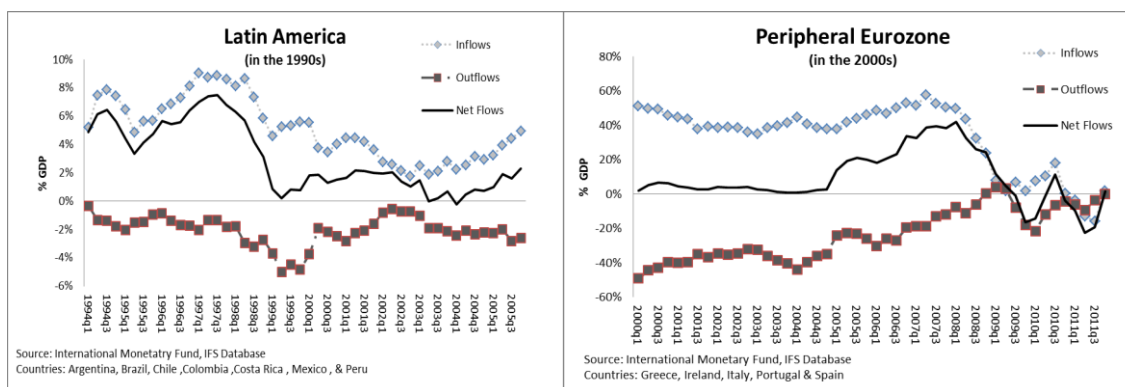 Latin America
(in the 1990s)
Inflows
Outflows
Net Flows
% GDP
10%
8%
6%
4%
2%
0%
-2%
-4%
-6%
1994q1
1994q3
1995q1
1995q3
1996q1
1996q3
1997q1
1997q3
1998q1
1998q3
1999q1
1999q3
2000q1
2000q3
2001q1
2001q3
2002q1
2002q3
2003q1
2003q3
2004q1
2004q3
2005q1
2005q3
Source: International Monetatry Fund, IFS Database
Countries: Argentina, Brazil, Chile ,Colombia ,Costa Rica , Mexico , & Peru
Peripheral Eurozone
(in the 2000s)
Inflows
Outflows
Net Flows
% GDP
80%
60%
40%
20%
0%
-20%
-40%
-60%
2000q1
2000q3
2001q1
2001q3
2002q1
2002q3
2003q1
2003q3
2004q1
2004q3
2005q1
2005q3
2006q1
2006q3
2007q1
2007q3
2008q1
2008q3
2009q1
2009q3
2010q1
2010q3
2011q1
2011q3
Source: International Monetary Fund, IFS Database
Countries: Greece, Ireland, Italy, Portugal & Spain